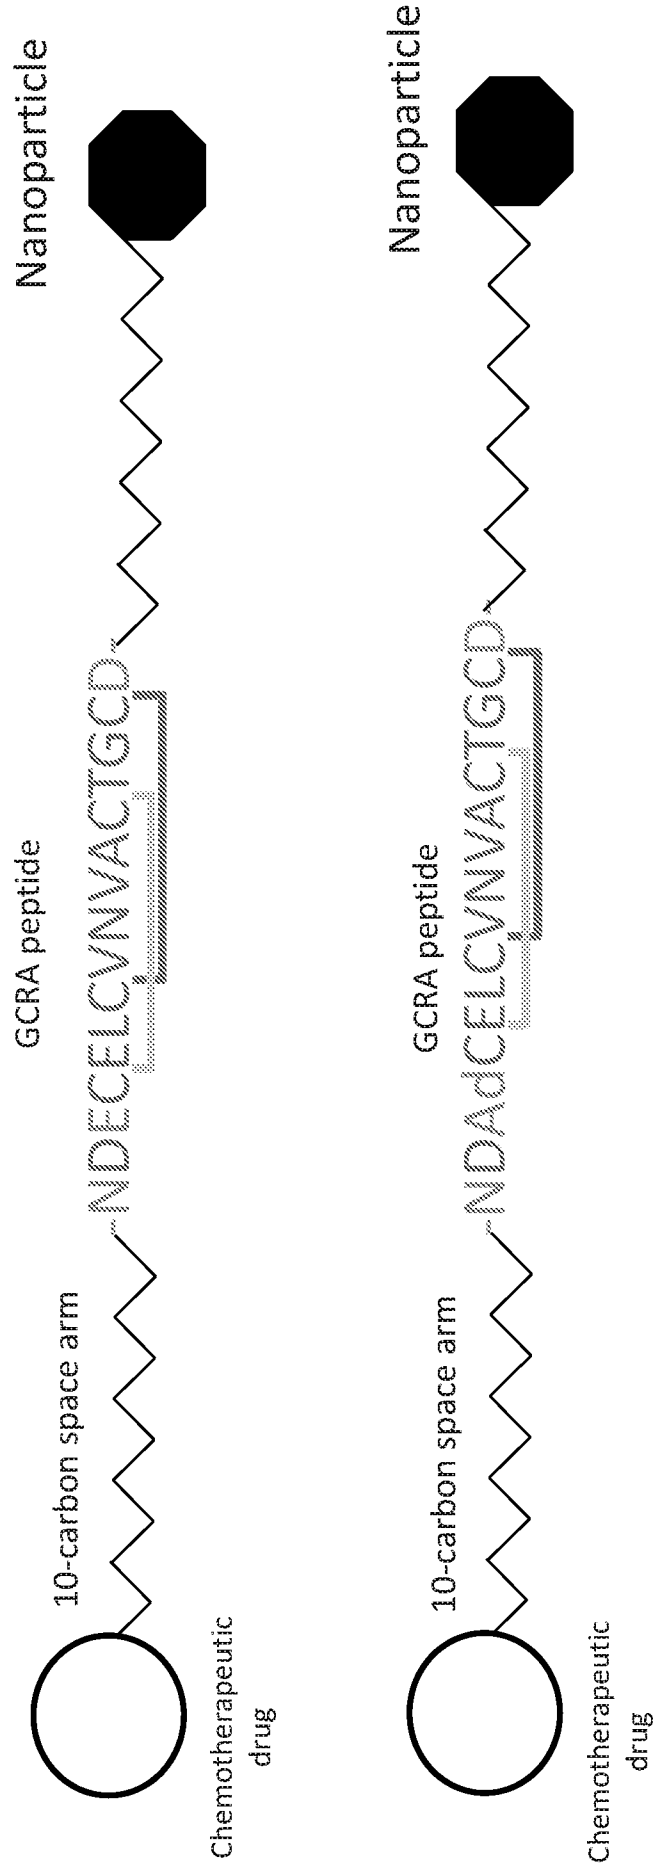 10-carbon space arm
GCRA peptide
Nanoparticle
-NDECELCVNVACTGCD-
Chemotherapeutic
drug
10-carbon space arm
GCRA peptide
Nanoparticle
-NDAdCELCVNVACTGCD-
Chemotherapeutic
drug